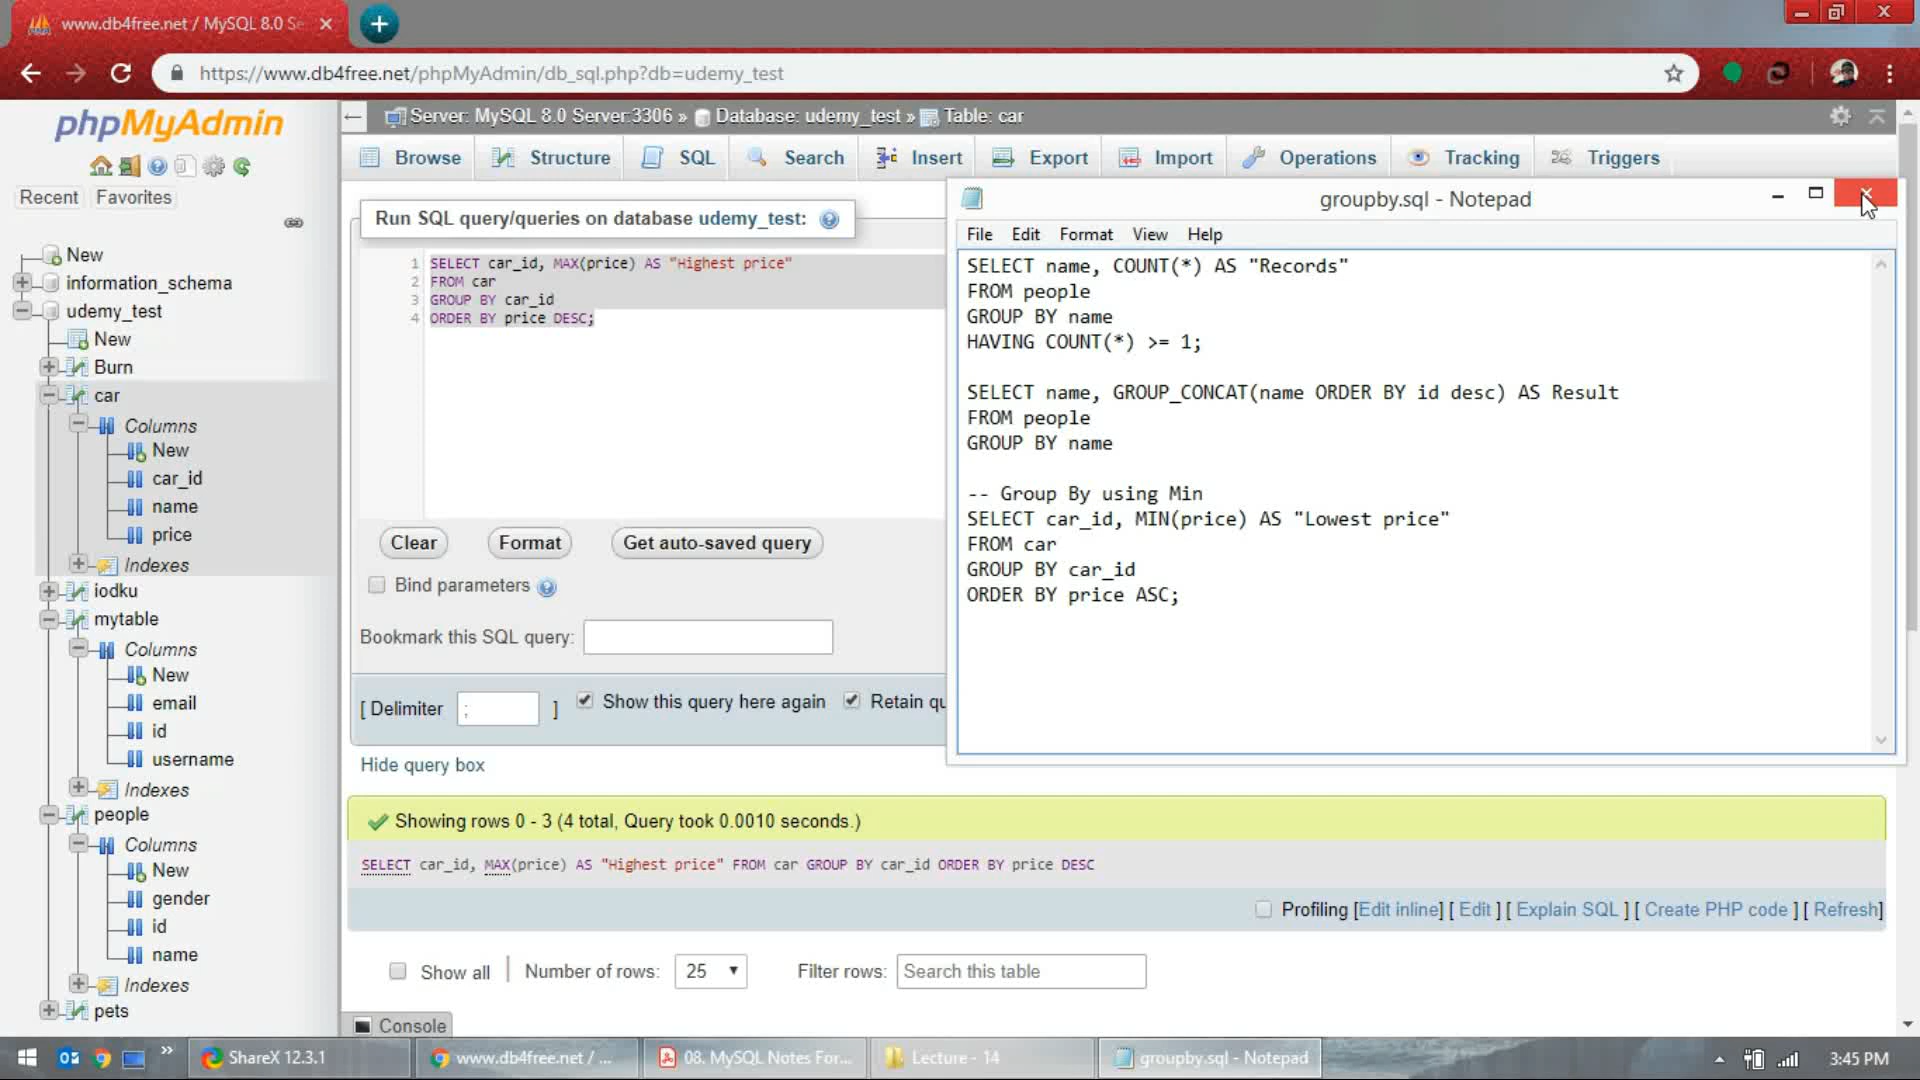 www.db4free.net / MySQL 8.0 Se
https://www.db4free.net/phpMyAdmin/db_sql.php?db=udemy_test
phpMyAdmin
Recent
Favorites
New
information_schema
udemy_test
New
Burn
car
Columns
New
car_id
name
price
Indexes
iodku
mytable
Columns
New
email
id
username
Indexes
people
Columns
New
gender
id
name
Indexes
pets
Server: MySQL 8.0 Server:3306 » Database: udemy_test » Table: car
Browse Structure SQL Search Insert Export Import Operations Tracking Triggers
Run SQL query/queries on database udemy_test:
1 SELECT car_id, MAX(price) AS "Highest price"
2 FROM car
3 GROUP BY car_id
4 ORDER BY price DESC;
Clear Format Get auto-saved query
Bind parameters
Bookmark this SQL query:
[ Delimiter ; ] Show this query here again Retain qu
Hide query box
groupby.sql - Notepad
File Edit Format View Help
SELECT name, COUNT(*) AS "Records"
FROM people
GROUP BY name
HAVING COUNT(*) >= 1;
SELECT name, GROUP_CONCAT(name ORDER BY id desc) AS Result
FROM people
GROUP BY name
-- Group By using Min
SELECT car_id, MIN(price) AS "Lowest price"
FROM car
GROUP BY car_id
ORDER BY price ASC;
Showing rows 0 - 3 (4 total, Query took 0.0010 seconds.)
SELECT car_id, MAX(price) AS "Highest price" FROM car GROUP BY car_id ORDER BY price DESC
Profiling [Edit inline] [ Edit ] [ Explain SQL ] [ Create PHP code ] [ Refresh]
Show all Number of rows: 25 Filter rows: Search this table
Console
ShareX 12.3.1
www.db4free.net / ...
08. MySQL Notes For...
Lecture - 14
groupby.sql - Notepad
3:45 PM